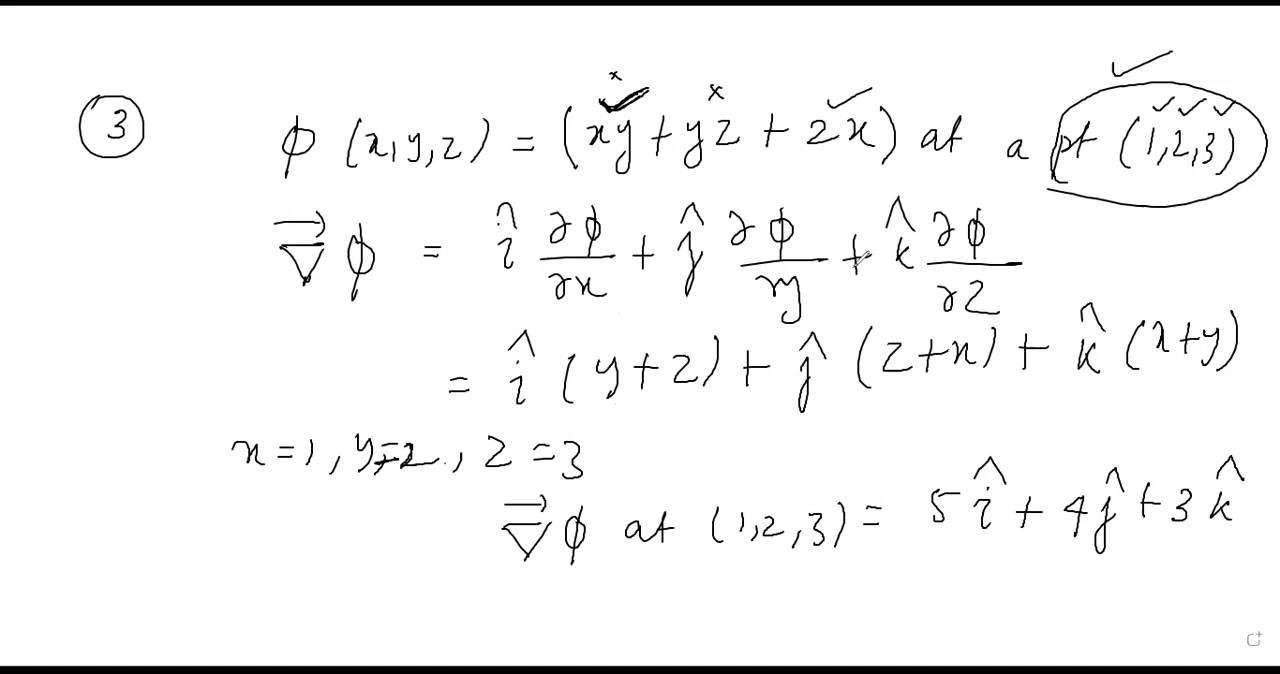 ③ ϕ (x,y,z) = (xy + yz + zx) at a pt (1,2,3)
∇⃗ϕ = î ∂ϕ/∂x + ĵ ∂ϕ/∂y + k̂ ∂ϕ/∂z
= î (y+z) + ĵ (z+x) + k̂ (x+y)
x=1, y=2, z=3
∇⃗ϕ at (1,2,3) = 5î + 4ĵ + 3k̂